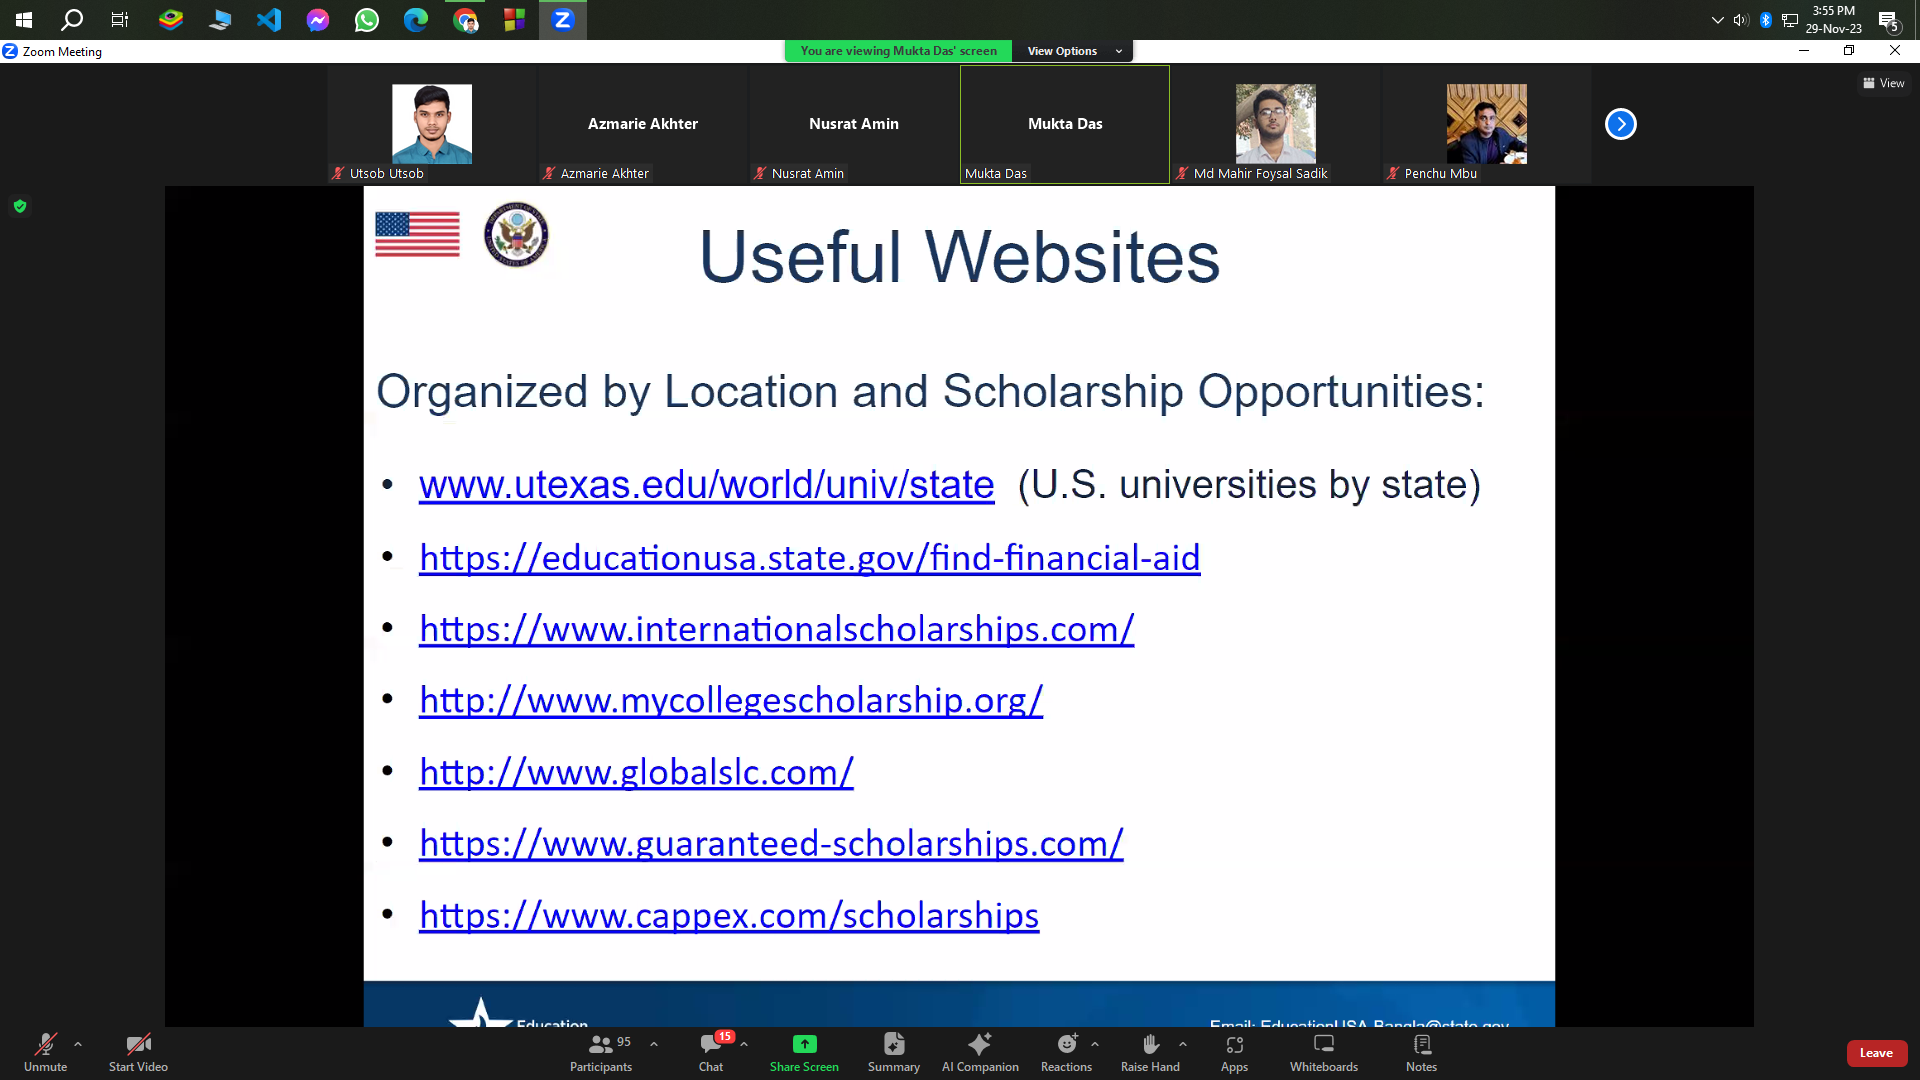 3:55 PM
29-Nov-23
5
Zoom Meeting
You are viewing Mukta Das' screen
View Options
View
Azmarie Akhter
Nusrat Amin
Mukta Das
Utsob Utsob
Azmarie Akhter
Nusrat Amin
Mukta Das
Md Mahir Foysal Sadik
Penchu Mbu
Useful Websites
Organized by Location and Scholarship Opportunities:
• www.utexas.edu/world/univ/state (U.S. universities by state)
• https://educationusa.state.gov/find-financial-aid
• https://www.internationalscholarships.com/
• http://www.mycollegescholarship.org/
• http://www.globalslc.com/
• https://www.guaranteed-scholarships.com/
• https://www.cappex.com/scholarships
Education
Email: EducationUSA.Bangla@state.gov
Unmute
Start Video
95
Participants
15
Chat
Share Screen
Summary
AI Companion
Reactions
Raise Hand
Apps
Whiteboards
Notes
Leave